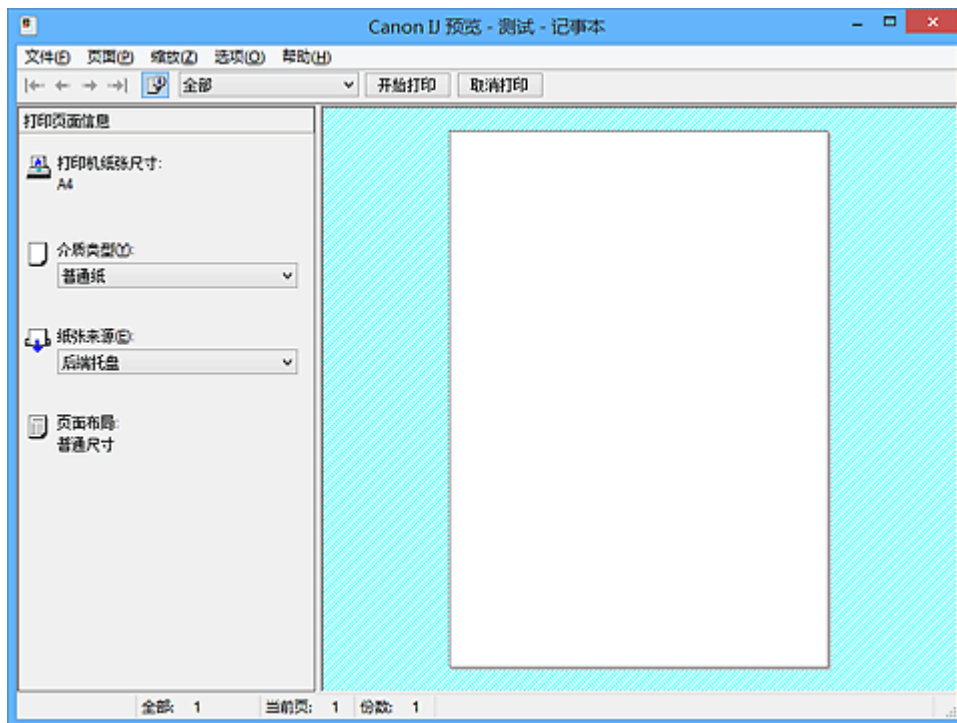 Canon IJ 预览 - 测试 - 记事本
文件(F) 页面(P) 缩放(Z) 选项(O) 帮助(H)
全部 开始打印 取消打印
打印页面信息
打印机纸张尺寸:
A4
介质类型(Y):
普通纸
纸张来源(E):
后端托盘
页面布局:
普通尺寸
全部: 1 当前页: 1 份数: 1